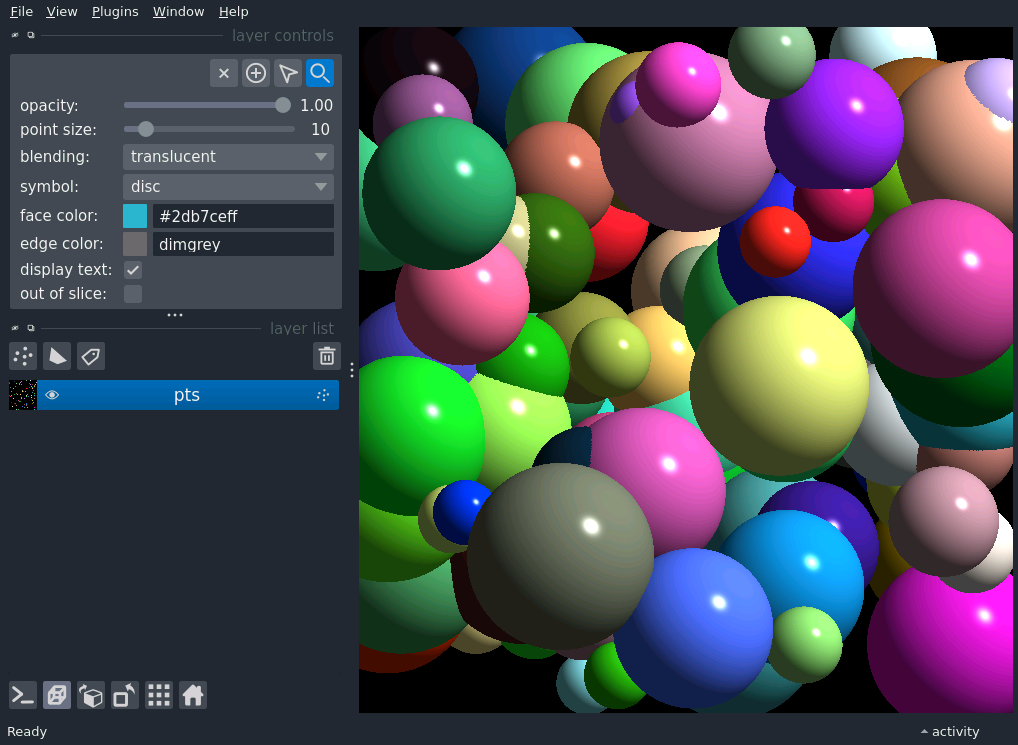 File View Plugins Window Help
layer controls
opacity: 1.00
point size: 10
blending: translucent
symbol: disc
face color: #2db7ceff
edge color: dimgrey
display text:
out of slice:
layer list
pts
Ready activity